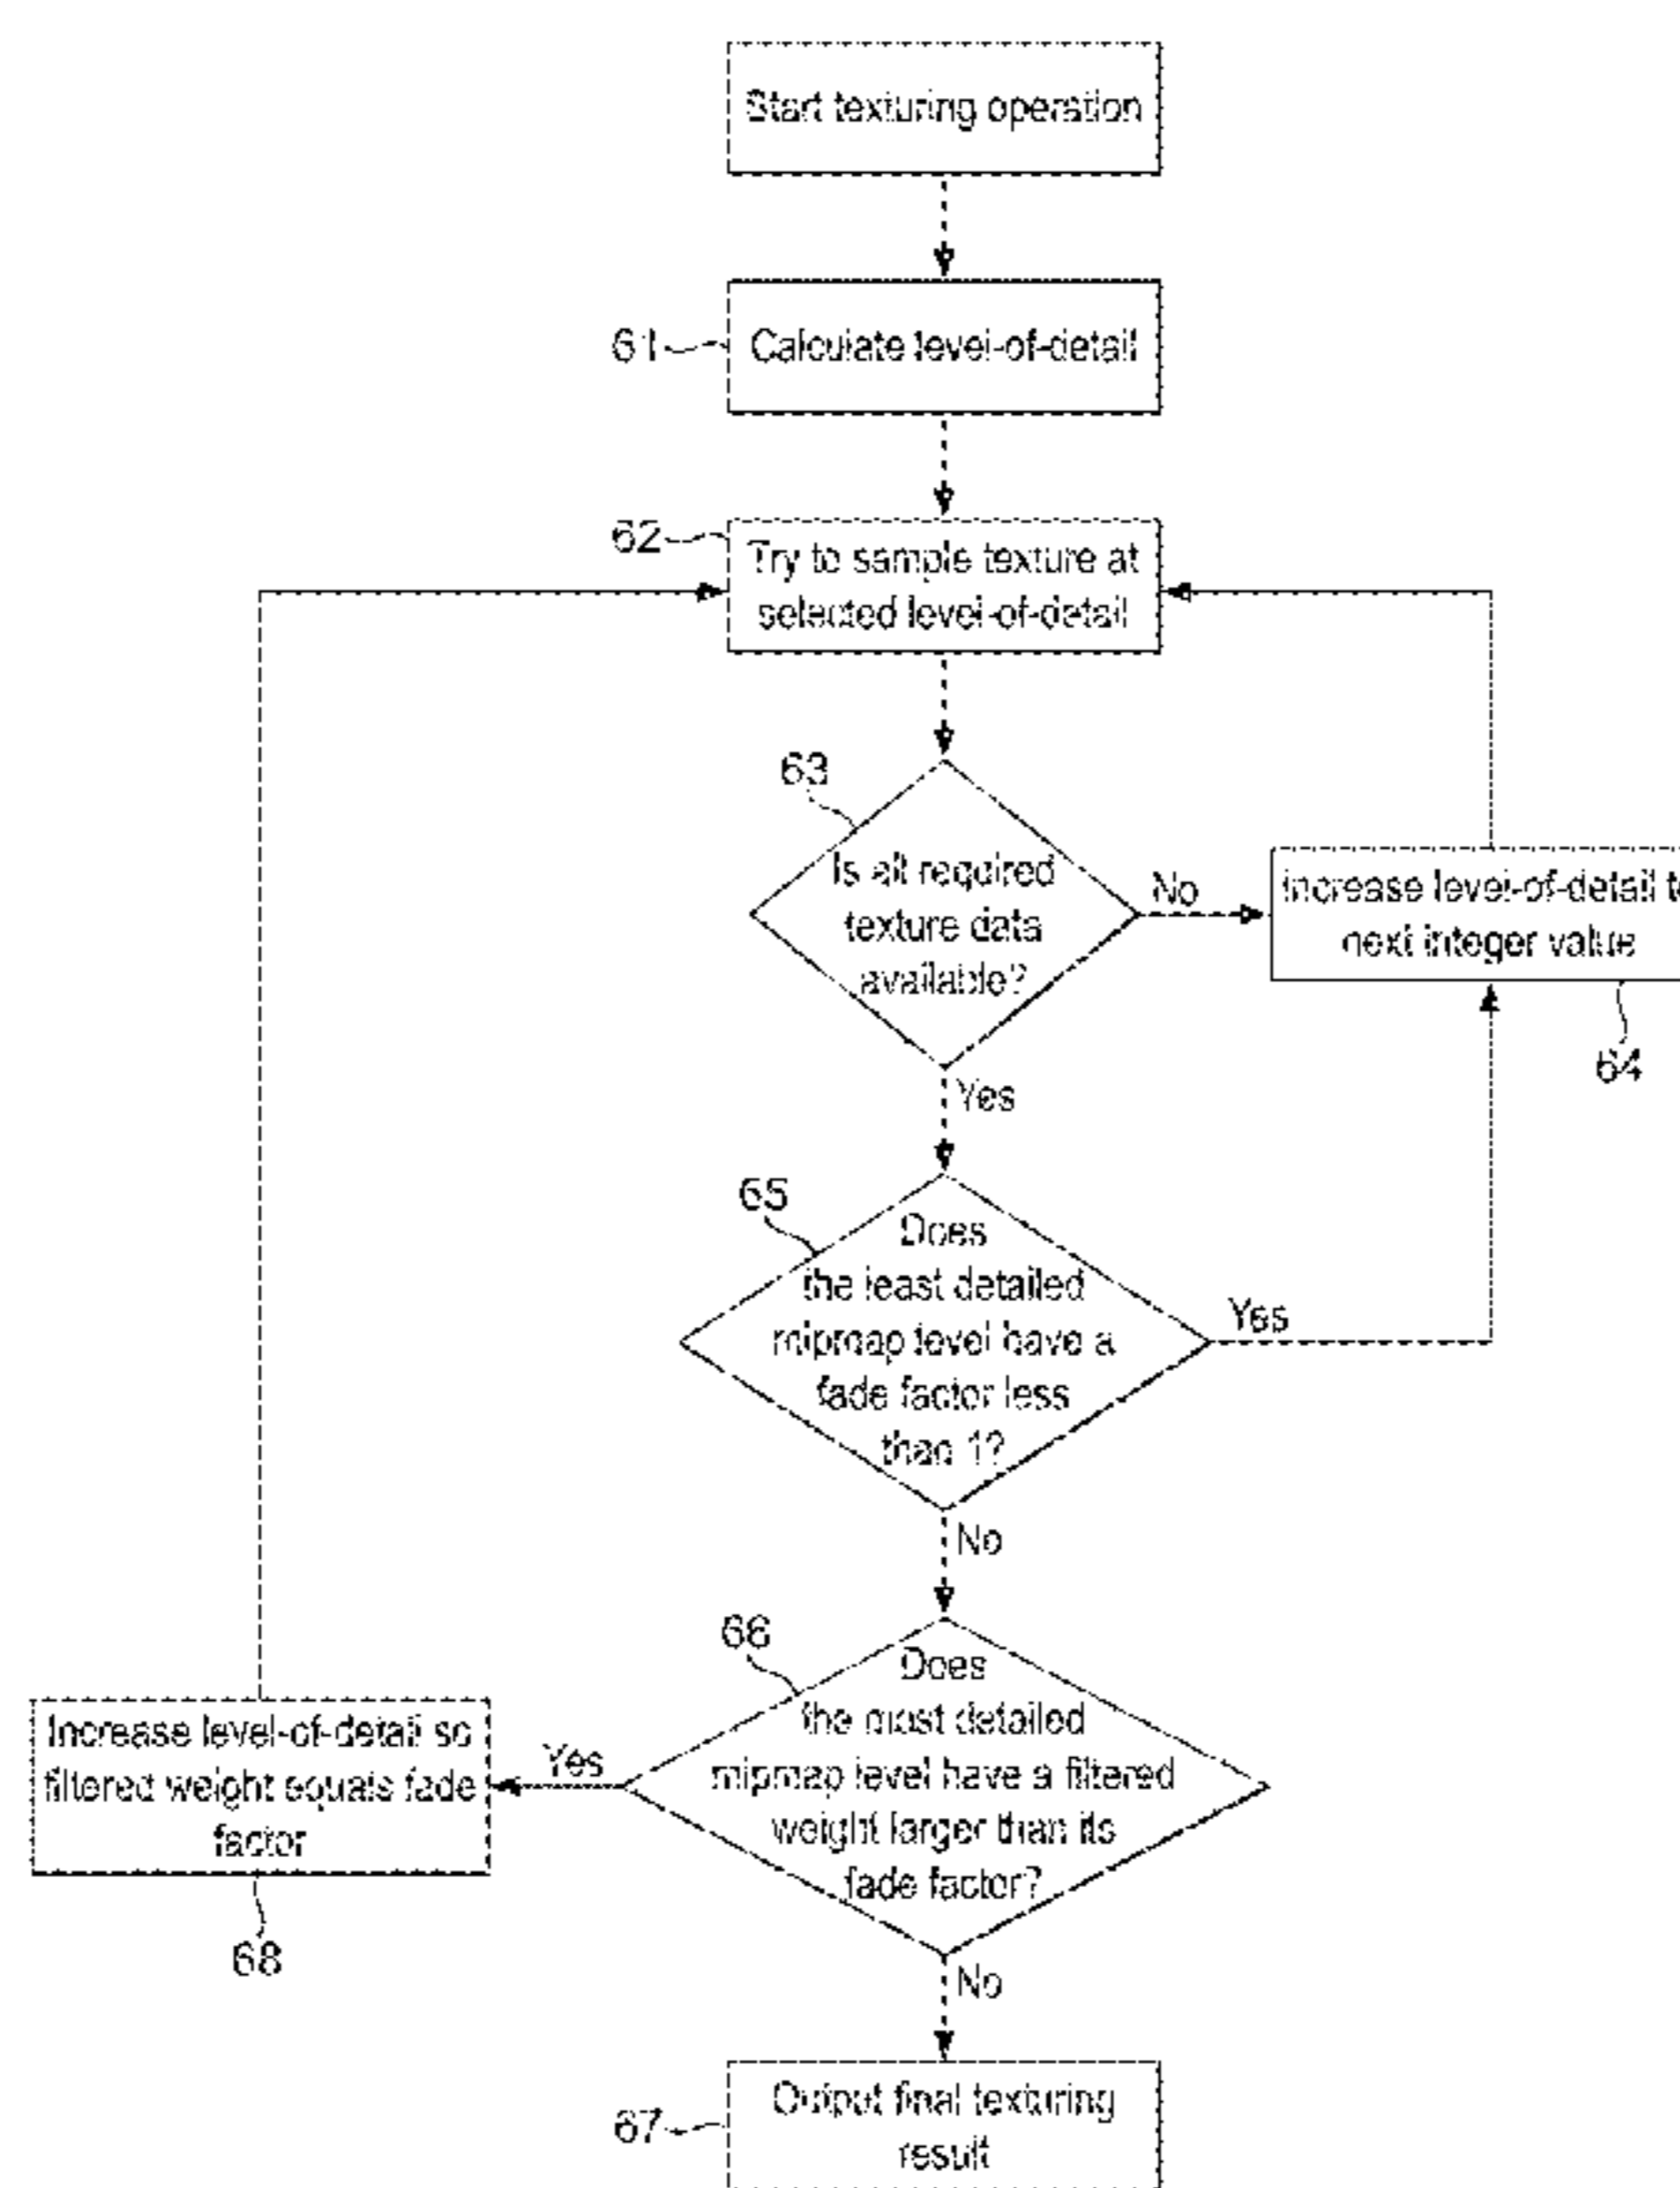 Start texturing operation
61
Calculate level-of-detail
62
Try to sample texture at
selected level-of-detail
63
Is all required
texture data
available?
No
increase level-of-detail
next integer value
64
Yes
65
Does
the least detailed
mipmap level have a
fade factor less
than 1?
Yes
No
66
Does
the most detailed
mipmap level have a filtered
weight larger than its
fade factor?
Yes
Increase level-of-detail so
filtered weight equals fade
factor
68
No
67
Output final texturing
result